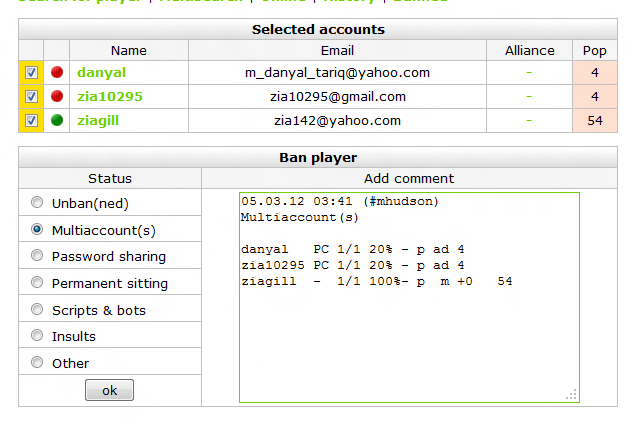 Search for player | Multisearch | Online | History | Banned
Selected accounts
Name Email Alliance Pop
danyal m_danyal_tariq@yahoo.com - 4
zia10295 zia10295@gmail.com - 4
ziagill zia142@yahoo.com - 54
Ban player
Status Add comment
Unban(ned)
Multiaccount(s)
Password sharing
Permanent sitting
Scripts & bots
Insults
Other
ok
05.03.12 03:41 (#mhudson)
Multiaccount(s)
danyal PC 1/1 20% - p ad 4
zia10295 PC 1/1 20% - p ad 4
ziagill - 1/1 100%- p m +0 54